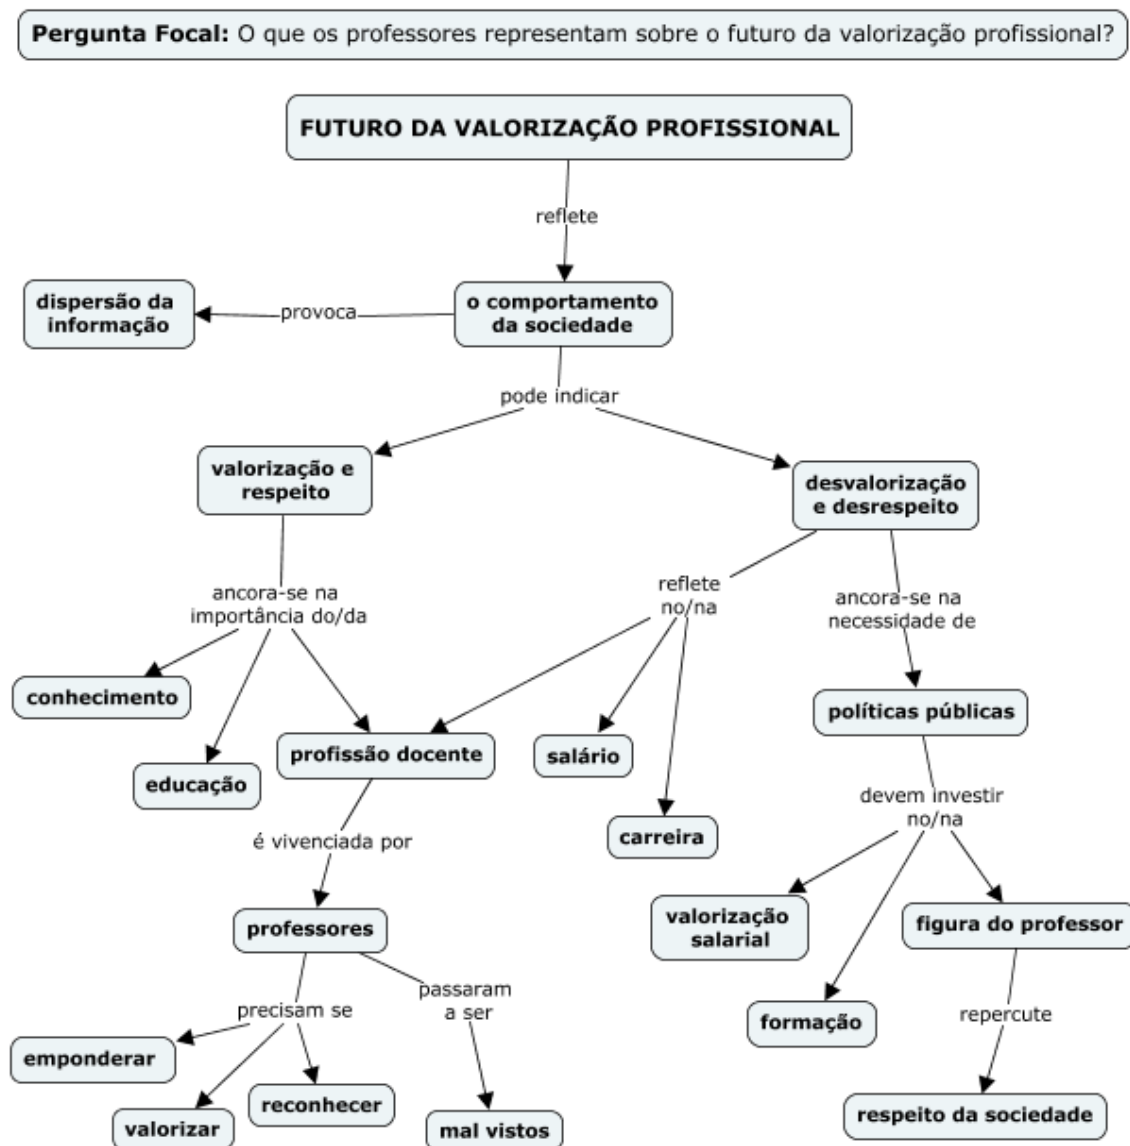 Pergunta Focal: O que os professores representam sobre o futuro da valorização profissional?
FUTURO DA VALORIZAÇÃO PROFISSIONAL
reflete
dispersão da
informação
provoca
o comportamento
da sociedade
pode indicar
valorização e
respeito
desvalorização
e desrespeito
ancora-se na
importância do/da
reflete
no/na
ancora-se na
necessidade de
conhecimento
educação
profissão docente
salário
carreira
políticas públicas
é vivenciada por
devem investir
no/na
professores
valorização
salarial
formação
figura do professor
precisam se
passaram
a ser
repercute
emponderar
valorizar
reconhecer
mal vistos
respeito da sociedade